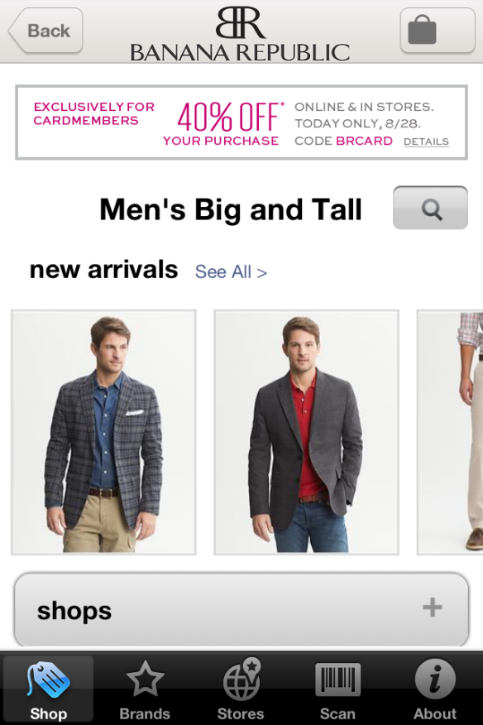 Back
BR
BANANA REPUBLIC
EXCLUSIVELY FOR
CARDMEMBERS
40% OFF*
YOUR PURCHASE
ONLINE & IN STORES.
TODAY ONLY, 8/28.
CODE BRCARD DETAILS
Men's Big and Tall
new arrivals See All >
shops +
Shop Brands Stores Scan About